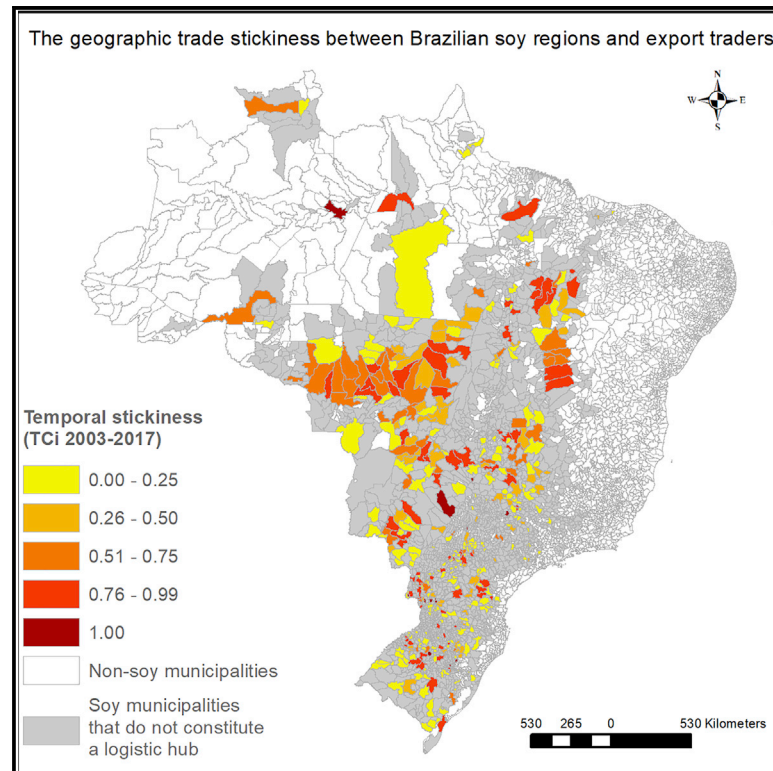 The geographic trade stickiness between Brazilian soy regions and export traders
N
W E
S
Temporal stickiness
(TCi 2003-2017)
0.00 - 0.25
0.26 - 0.50
0.51 - 0.75
0.76 - 0.99
1.00
Non-soy municipalities
Soy municipalities
that do not constitute
a logistic hub
530 265 0 530 Kilometers